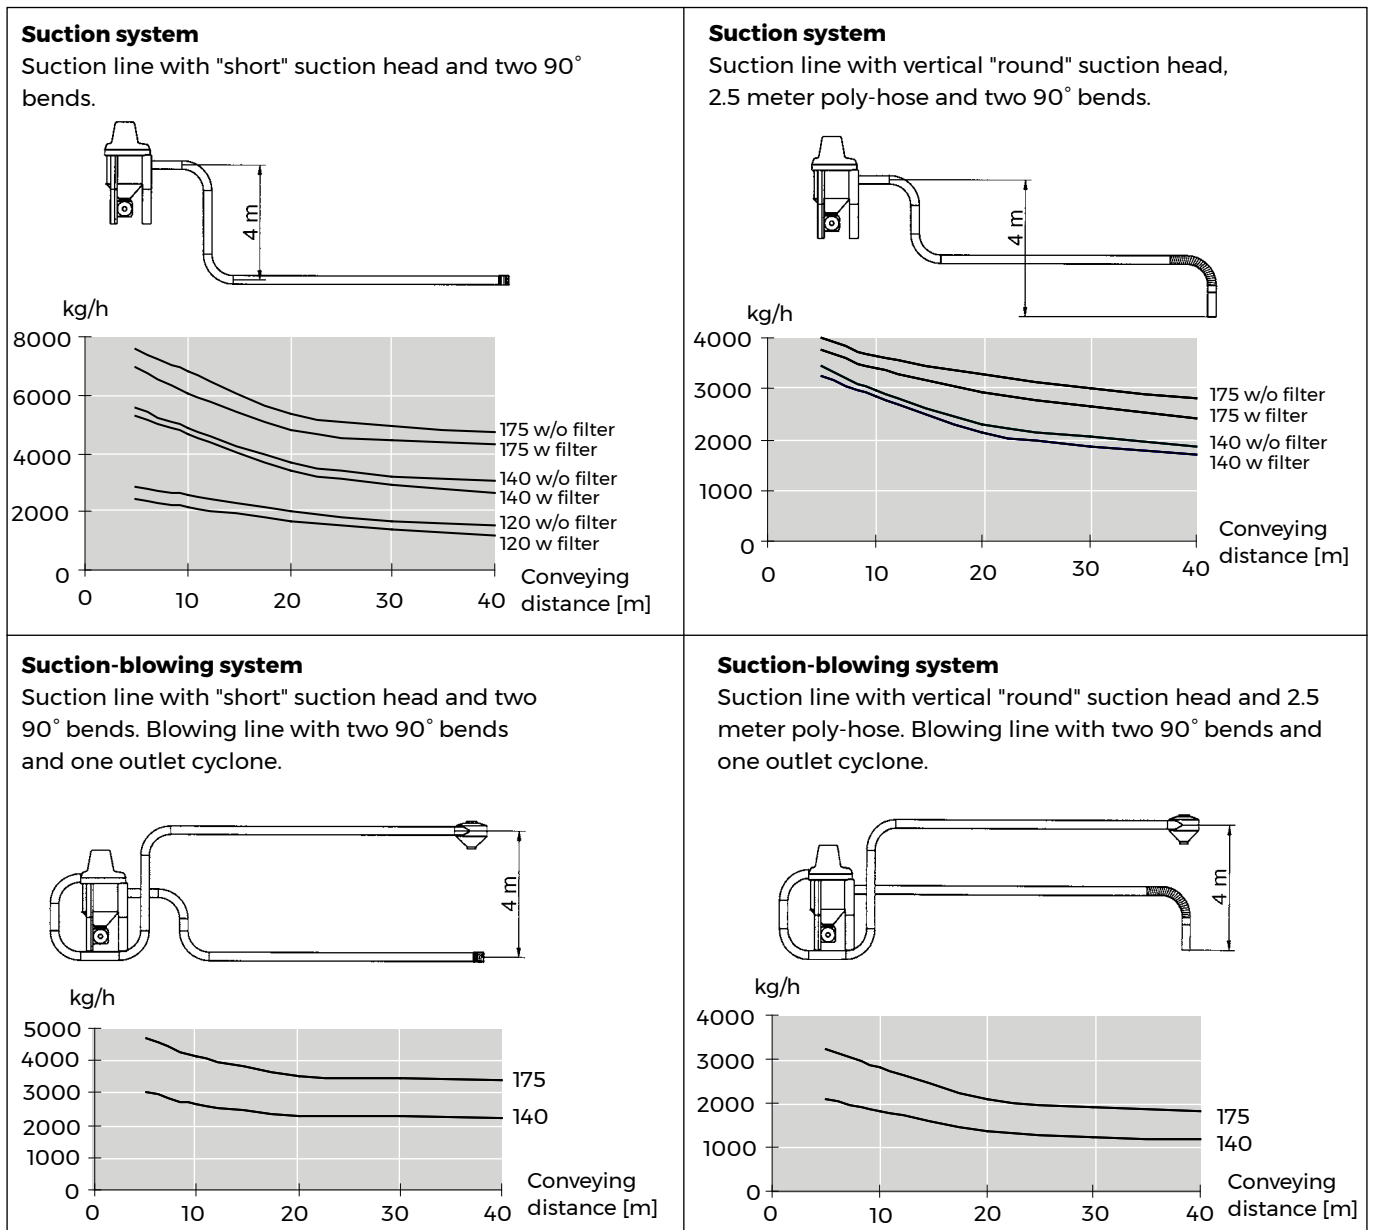 Suction system
Suction line with "short" suction head and two 90°
bends.
4 m
kg/h
8000
6000
4000
2000
0
0
10
20
30
40
175 w/o filter
175 w filter
140 w/o filter
140 w filter
120 w/o filter
120 w filter
Conveying
distance [m]
Suction system
Suction line with vertical "round" suction head,
2.5 meter poly-hose and two 90° bends.
4 m
kg/h
4000
3000
2000
1000
0
0
10
20
30
40
175 w/o filter
175 w filter
140 w/o filter
140 w filter
Conveying
distance [m]
Suction-blowing system
Suction line with "short" suction head and two
90° bends. Blowing line with two 90° bends
and one outlet cyclone.
4 m
kg/h
5000
4000
3000
2000
1000
0
0
10
20
30
40
175
140
Conveying
distance [m]
Suction-blowing system
Suction line with vertical "round" suction head and 2.5
meter poly-hose. Blowing line with two 90° bends and
one outlet cyclone.
4 m
kg/h
4000
3000
2000
1000
0
0
10
20
30
40
175
140
Conveying
distance [m]